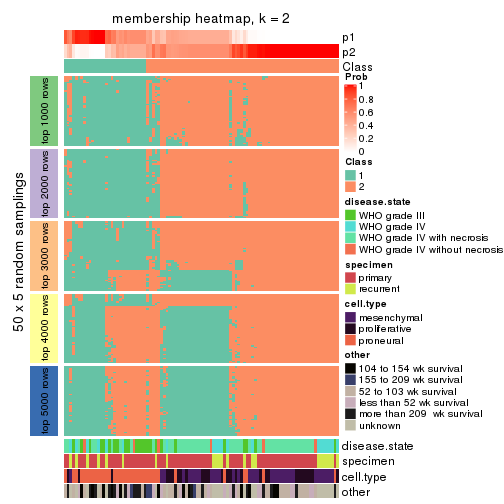 membership heatmap, k = 2
p1
p2
Class
50 x 5 random samplings
top 1000 rows
top 2000 rows
top 3000 rows
top 4000 rows
top 5000 rows
Prob
1
0.8
0.6
0.4
0.2
0
Class
1
2
disease.state
WHO grade III
WHO grade IV
WHO grade IV with necrosis
WHO grade IV without necrosis
specimen
primary
recurrent
cell.type
mesenchymal
proliferative
proneural
other
104 to 154 wk survival
155 to 209 wk survival
52 to 103 wk survival
less than 52 wk survival
more than 209  wk survival
unknown
disease.state
specimen
cell.type
other